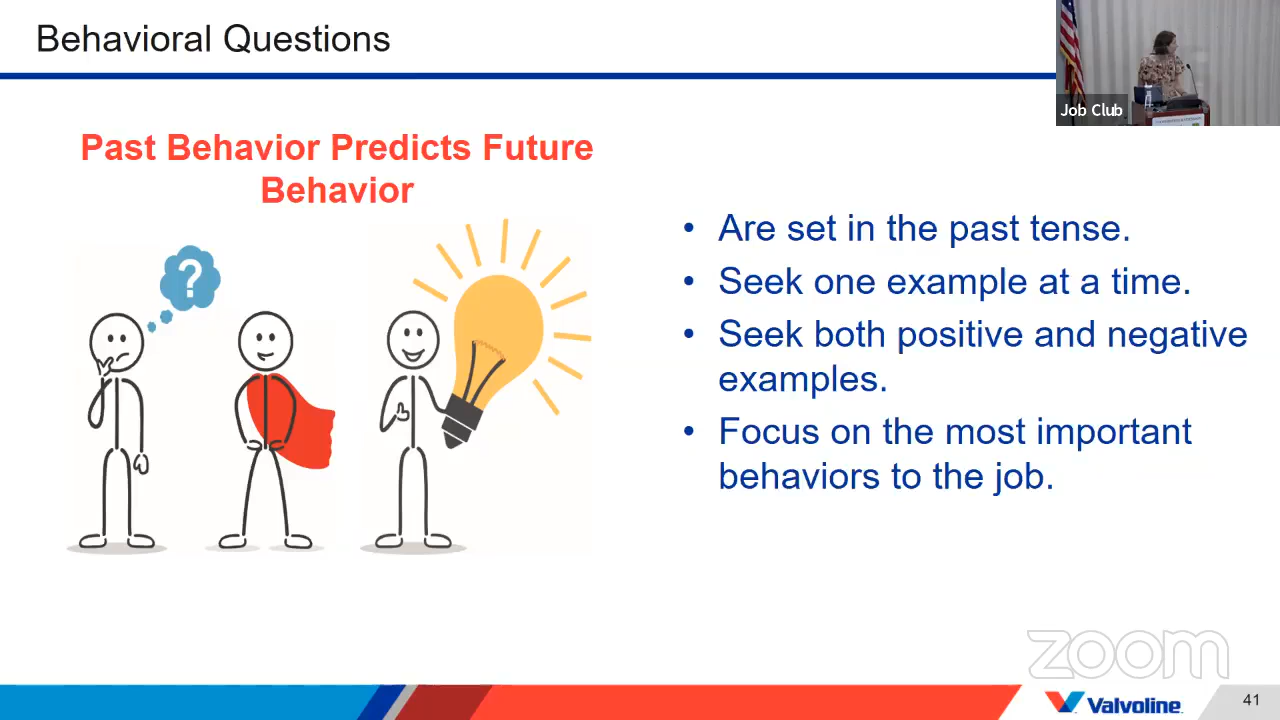 Behavioral Questions
Job Club
Past Behavior Predicts Future
Behavior
?
• Are set in the past tense.
• Seek one example at a time.
• Seek both positive and negative
examples.
• Focus on the most important
behaviors to the job.
zoom
Valvoline
41